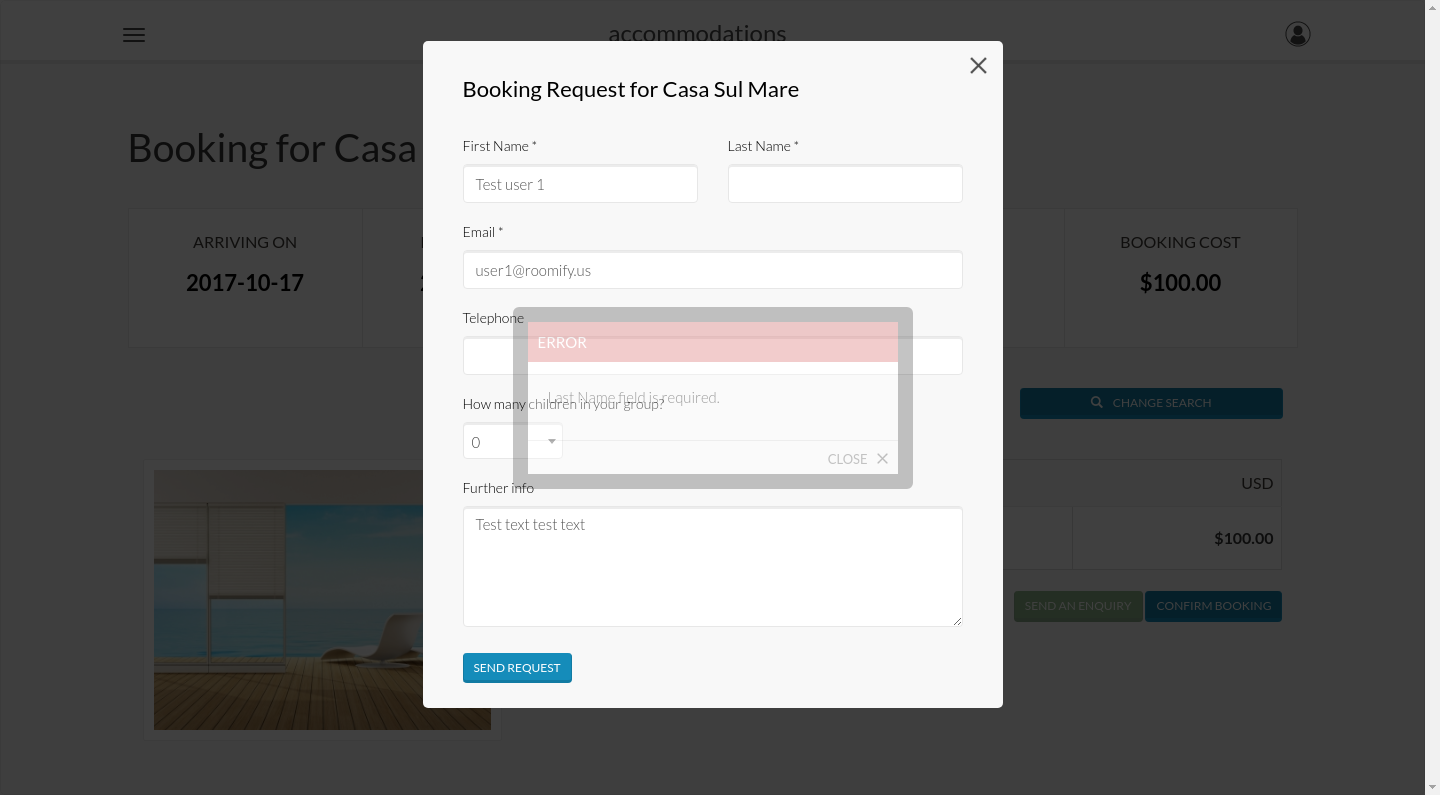 accommodations
Booking Request for Casa Sul Mare
First Name *
Last Name *
Test user 1
Email *
user1@roomify.us
Telephone
ERROR
Last Name field is required.
How many children in your group?
0
CLOSE
Further info
Test text test text
SEND REQUEST
Booking for Casa
ARRIVING ON
2017-10-17
BOOKING COST
$100.00
CHANGE SEARCH
USD
$100.00
SEND AN ENQUIRY
CONFIRM BOOKING